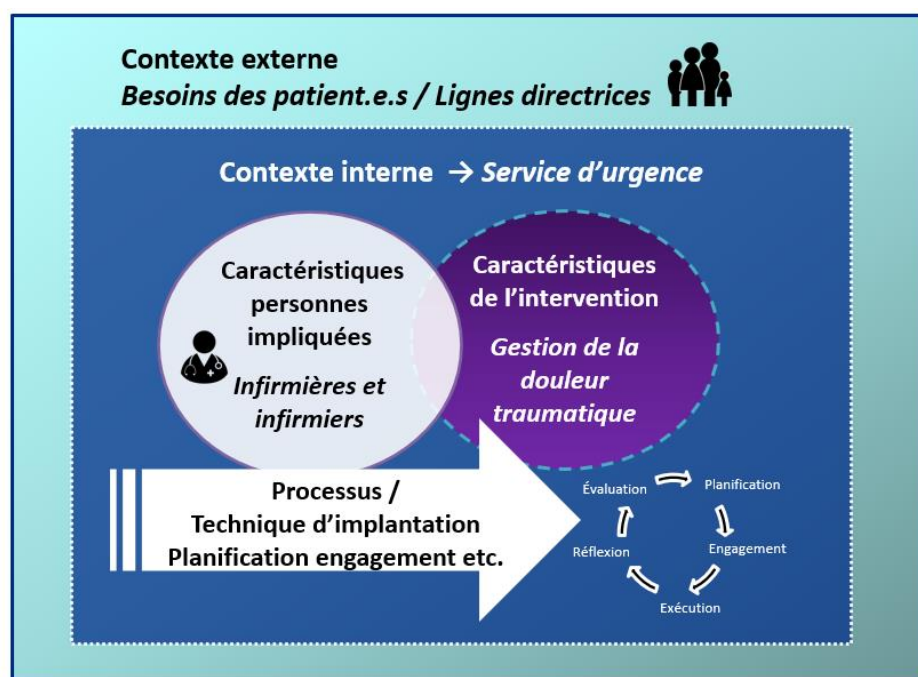 Contexte externe
Besoins des patient.e.s / Lignes directrices
Contexte interne → Service d'urgence
Caractéristiques
personnes
impliquées
Infirmières et
infirmiers
Caractéristiques
de l'intervention
Gestion de la
douleur
traumatique
Processus /
Technique d'implantation
Planification engagement etc.
Évaluation
Planification
Engagement
Exécution
Réflexion